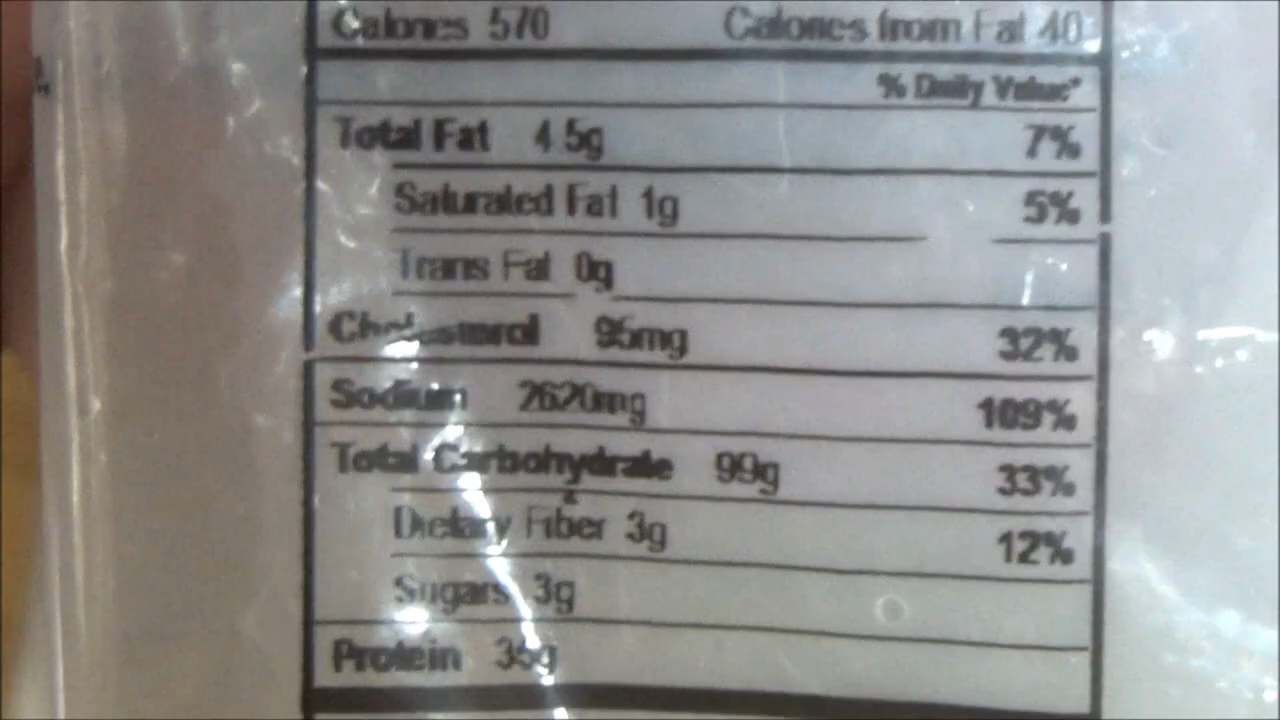 Calories 570 Calories from Fat 40
% Daily Value*
Total Fat 4.5g 7%
Saturated Fat 1g 5%
Trans Fat 0g
Cholesterol 95mg 32%
Sodium 2620mg 109%
Total Carbohydrate 99g 33%
Dietary Fiber 3g 12%
Sugars 3g
Protein 35g